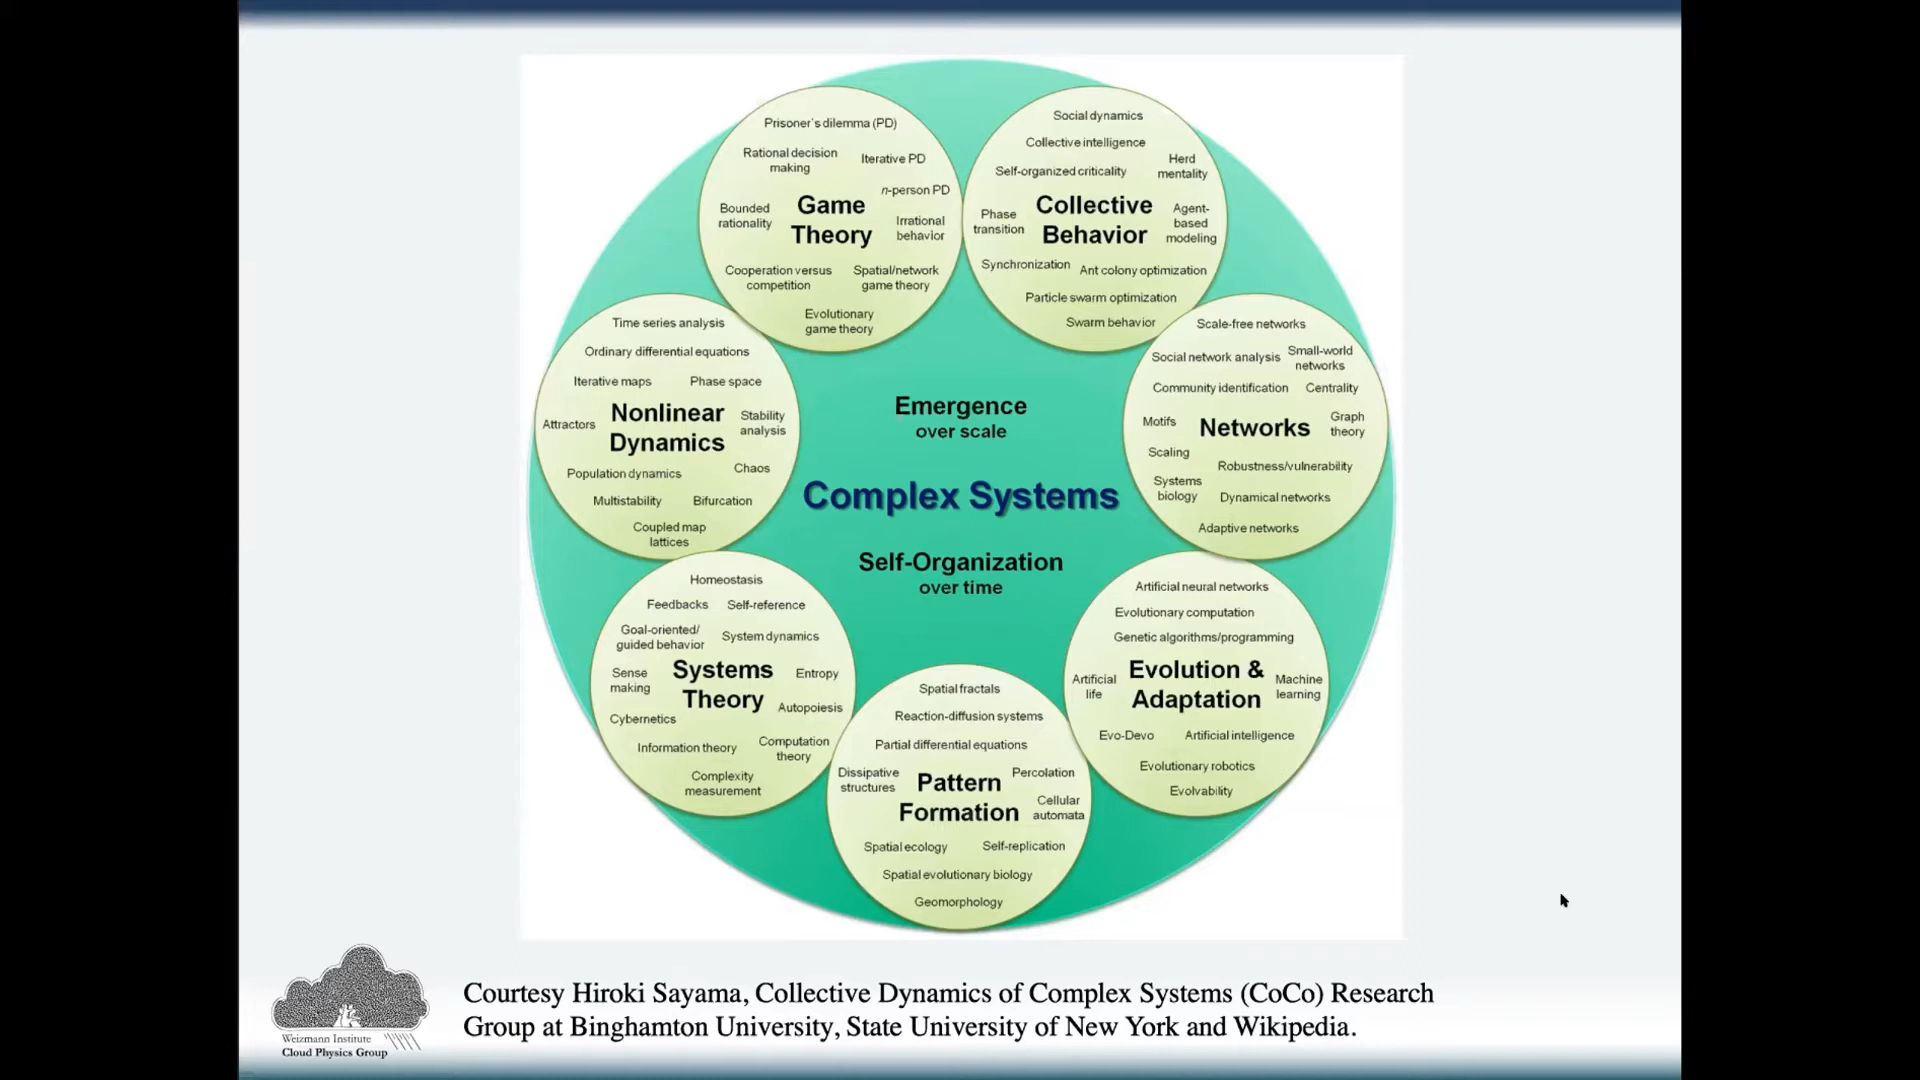 Prisoner's dilemma (PD)
Rational decision
making
Iterative PD
n-person PD
Game
Theory
Bounded
rationality
Irrational
behavior
Cooperation versus
competition
Spatial/network
game theory
Evolutionary
game theory
Social dynamics
Collective intelligence
Herd
mentality
Self-organized criticality
Phase
transition
Collective
Behavior
Agent-
based
modeling
Synchronization
Ant colony optimization
Particle swarm optimization
Swarm behavior
Time series analysis
Ordinary differential equations
Iterative maps
Phase space
Attractors
Nonlinear
Dynamics
Stability
analysis
Population dynamics
Chaos
Multistability
Bifurcation
Coupled map
lattices
Emergence
over scale
Complex Systems
Self-Organization
over time
Scale-free networks
Social network analysis
Small-world
networks
Community identification
Centrality
Motifs
Networks
Graph
theory
Scaling
Robustness/vulnerability
Systems
biology
Dynamical networks
Adaptive networks
Homeostasis
Feedbacks
Self-reference
Goal-oriented/
guided behavior
System dynamics
Sense
making
Systems
Theory
Entropy
Cybernetics
Autopoiesis
Information theory
Computation
theory
Complexity
measurement
Spatial fractals
Reaction-diffusion systems
Partial differential equations
Dissipative
structures
Pattern
Formation
Percolation
Cellular
automata
Spatial ecology
Self-replication
Spatial evolutionary biology
Geomorphology
Artificial neural networks
Evolutionary computation
Genetic algorithms/programming
Artificial
life
Evolution &
Adaptation
Machine
learning
Evo-Devo
Artificial intelligence
Evolutionary robotics
Evolvability
Weizmann Institute
Cloud Physics Group
Courtesy Hiroki Sayama, Collective Dynamics of Complex Systems (CoCo) Research
Group at Binghamton University, State University of New York and Wikipedia.